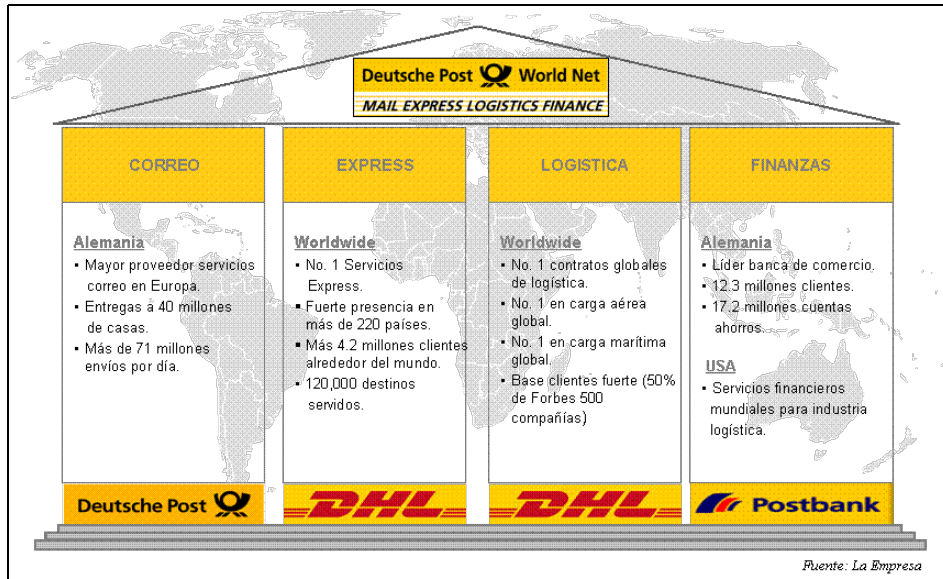 Deutsche Post World Net
MAIL EXPRESS LOGISTICS FINANCE
CORREO
Alemania
▪ Mayor proveedor servicios
correo en Europa.
▪ Entregas a 40 millones
de casas.
▪ Más de 71 millones
envíos por día.
Deutsche Post
EXPRESS
Worldwide
▪ No. 1 Servicios
Express.
▪ Fuerte presencia en
más de 220 países.
▪ Más 4.2 millones clientes
alrededor del mundo.
▪ 120,000 destinos
servidos.
DHL
LOGISTICA
Worldwide
▪ No. 1 contratos globales
de logística.
▪ No. 1 en carga aérea
global.
▪ No. 1 en carga marítima
global.
▪ Base clientes fuerte (50%
de Forbes 500
compañías)
DHL
FINANZAS
Alemania
▪ Líder banca de comercio.
▪ 12.3 millones clientes.
▪ 17.2 millones cuentas
ahorros.
USA
▪ Servicios financieros
mundiales para industria
logística.
Postbank
Fuente: La Empresa